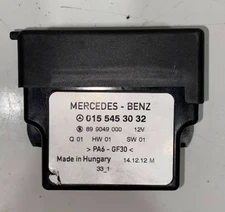 MERCEDES - BENZ
015 545 30 32
89 9049 000 12V
Q 01 HW 01 SW 01
> PA6 - GF30 <
Made in Hungary 14.12.12 M
33_1